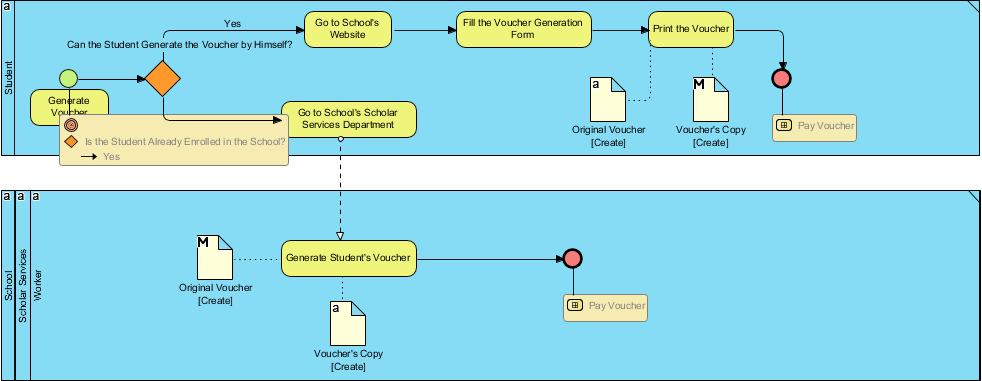 a
Student
Yes
Can the Student Generate the Voucher by Himself?
Go to School's
Website
Fill the Voucher Generation
Form
Print the Voucher
Generate
Voucher
Is the Student Already Enrolled in the School?
Yes
Go to School's Scholar
Services Department
a
Original Voucher
[Create]
M
Voucher's Copy
[Create]
Pay Voucher
a
School
a
Scholar Services
a
Worker
M
Original Voucher
[Create]
Generate Student's Voucher
a
Voucher's Copy
[Create]
Pay Voucher